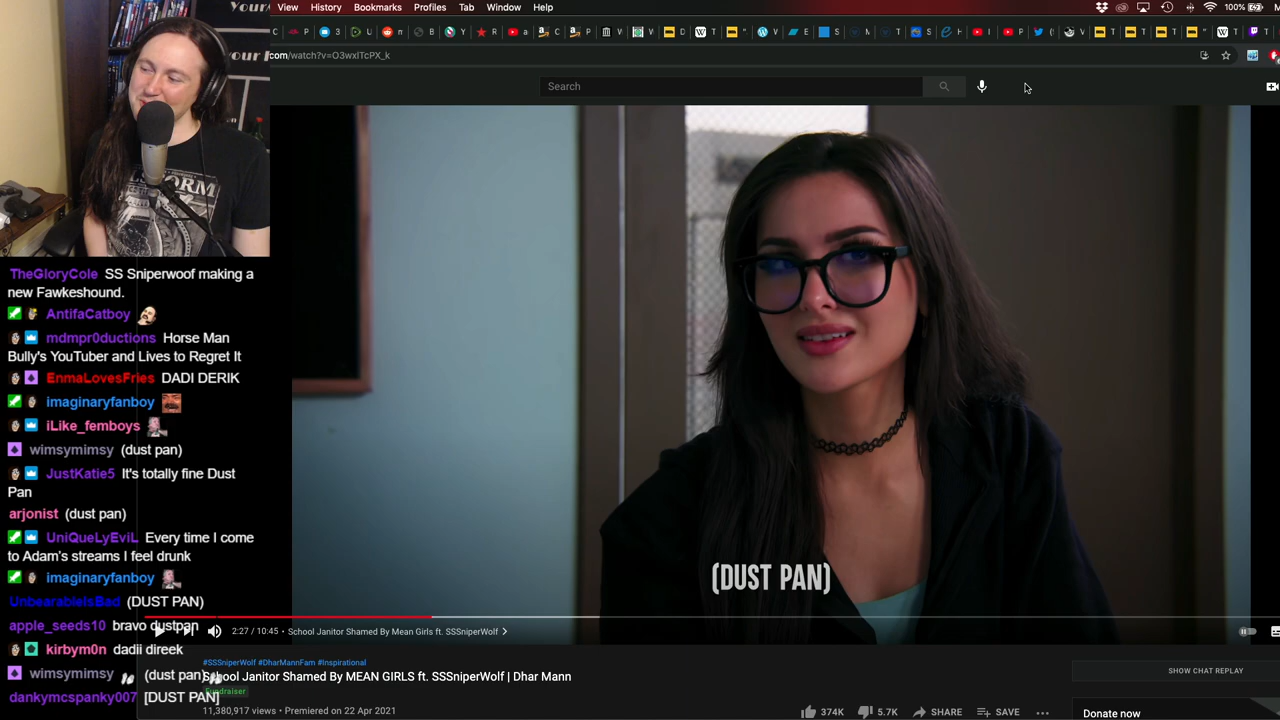 View History Bookmarks Profiles Tab Window Help
100%
com/watch?v=O3wxlTcPX_k
Search
TheGloryCole SS Sniperwoof making a
new Fawkeshound.
AntifaCatboy
mdmpr0ductions Horse Man
Bully's YouTuber and Lives to Regret It
EnmaLovesFries DADI DERIK
imaginaryfanboy
iLike_femboys
wimsymimsy (dust pan)
JustKatie5 It's totally fine Dust
Pan
arjonist (dust pan)
UniQueLyEviL Every time I come
to Adam's streams I feel drunk
imaginaryfanboy
UnbearableIsBad (DUST PAN)
apple_seeds10 bravo dustpan
kirbym0n dadii direek
wimsymimsy (dust pan)
dankymcspanky007 [DUST PAN]
(DUST PAN)
2:27 / 10:45 • School Janitor Shamed By Mean Girls ft. SSSniperWolf
#SSSniperWolf #DharMannFam #Inspirational
School Janitor Shamed By MEAN GIRLS ft. SSSniperWolf | Dhar Mann
Fundraiser
11,380,917 views • Premiered on 22 Apr 2021
374K 5.7K SHARE SAVE
SHOW CHAT REPLAY
Donate now